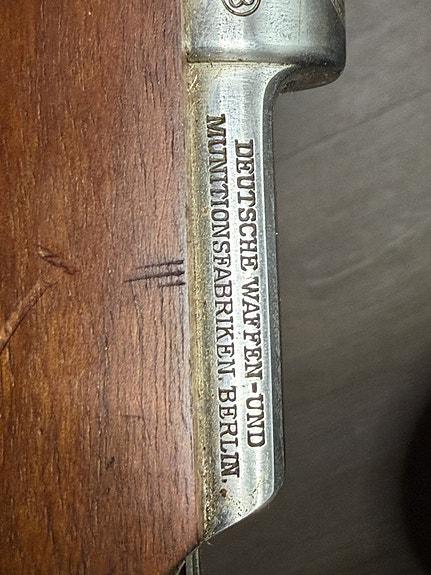 DEUTSCHE WAFFEN-UND
MUNITIONSFABRIKEN. BERLIN.